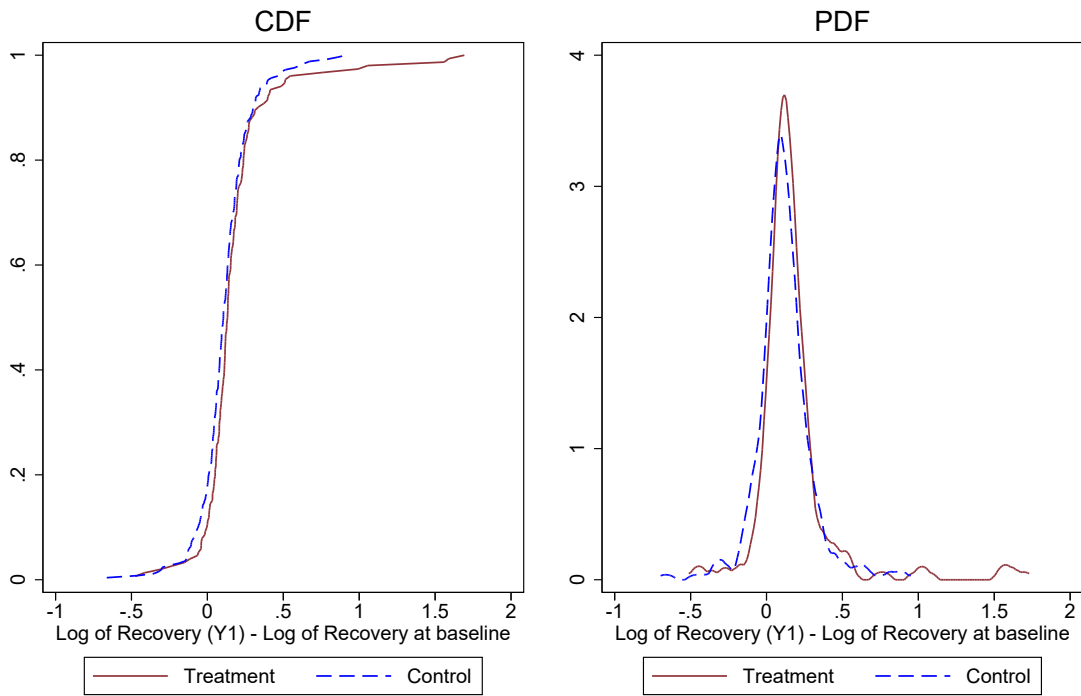 CDF
PDF
1
.8
.6
.4
.2
0
-1 -.5 0 .5 1 1.5 2
Log of Recovery (Y1) - Log of Recovery at baseline
Treatment Control
4
3
2
1
0
-1 -.5 0 .5 1 1.5 2
Log of Recovery (Y1) - Log of Recovery at baseline
Treatment Control